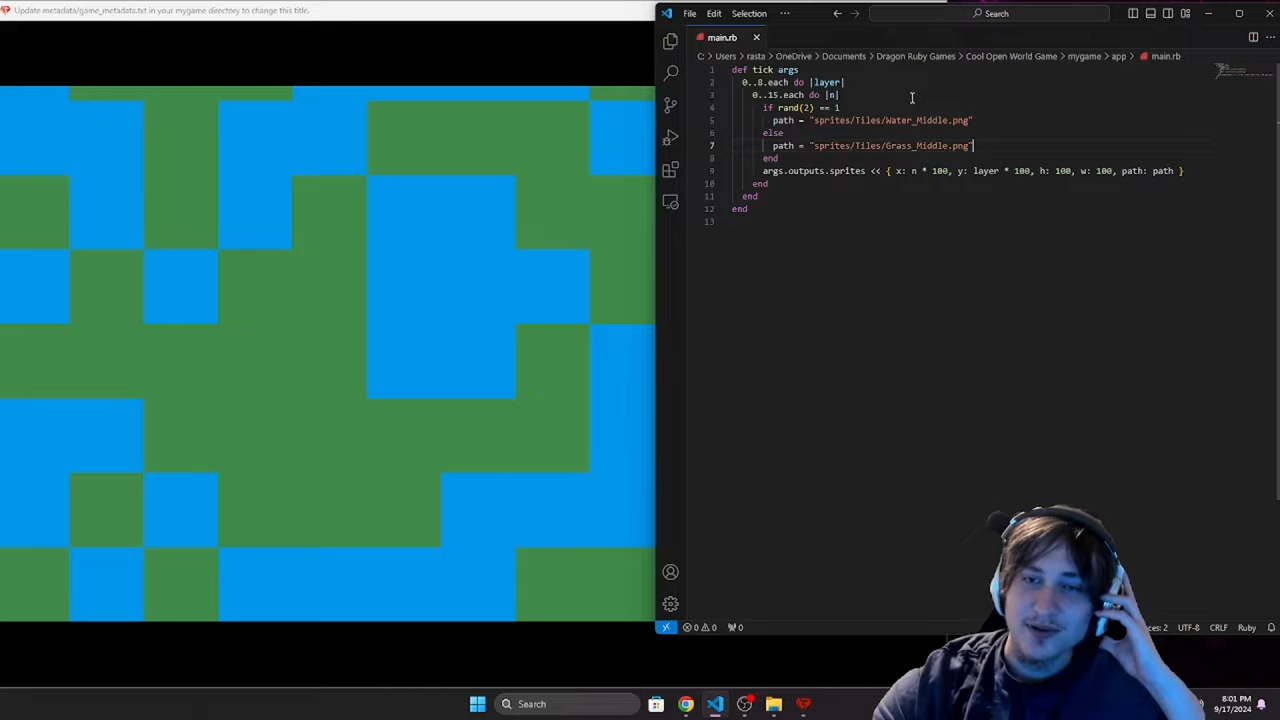 Update metadata/game_metadata.txt in your mygame directory to change this title.
File Edit Selection ··· Search
main.rb
C: > Users > rasta > OneDrive > Documents > Dragon Ruby Games > Cool Open World Game > mygame > app > main.rb
1 def tick args
2 0..8.each do |layer|
3 0..15.each do |n|
4 if rand(2) == 1
5 path = "sprites/Tiles/Water_Middle.png"
6 else
7 path = "sprites/Tiles/Grass_Middle.png"
8 end
9 args.outputs.sprites << { x: n * 100, y: layer * 100, h: 100, w: 100, path: path }
10 end
11 end
12 end
13
0 0 0 aces: 2 UTF-8 CRLF Ruby
Search
8:01 PM
9/17/2024